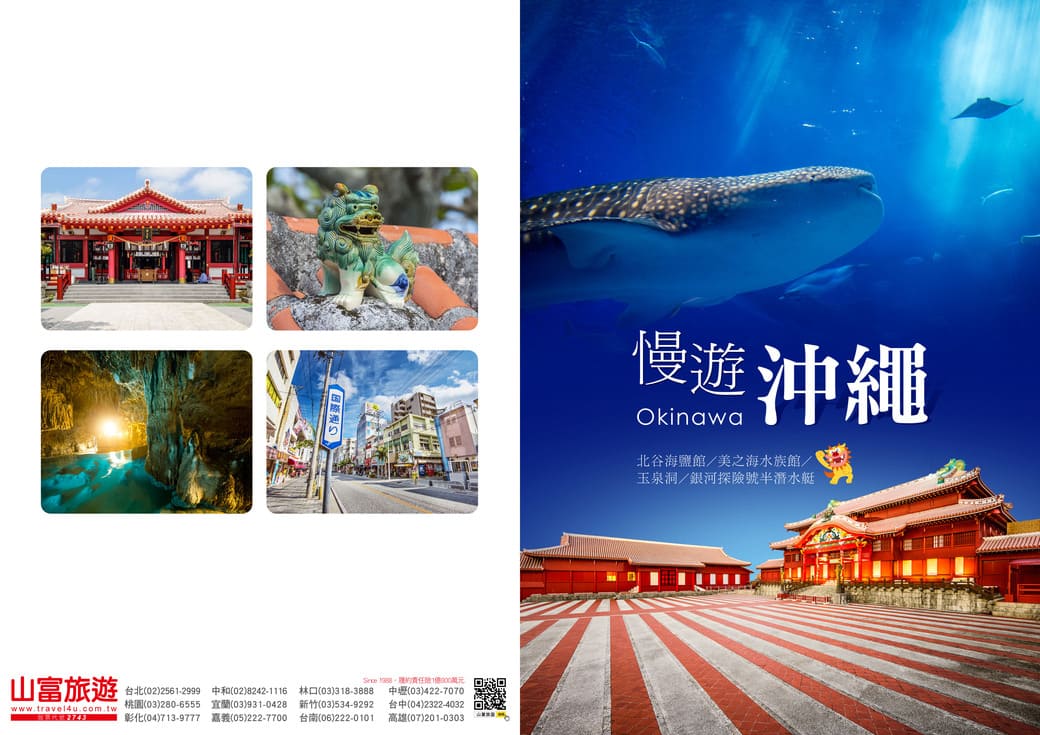 国際通り
山富旅遊
www.travel4u.com.tw
股票代號 2743
Since 1988 - 履約責任險1億800萬元
台北(02)2561-2999 中和(02)8242-1116 林口(03)318-3888 中壢(03)422-7070
桃園(03)280-6555 宜蘭(03)931-0428 新竹(03)534-9292 台中(04)2322-4032
彰化(04)713-9777 嘉義(05)222-7700 台南(06)222-0101 高雄(07)201-0303
山富旅遊
慢遊沖繩
Okinawa
北谷海鹽館／美之海水族館／
玉泉洞／銀河探險號半潛水艇